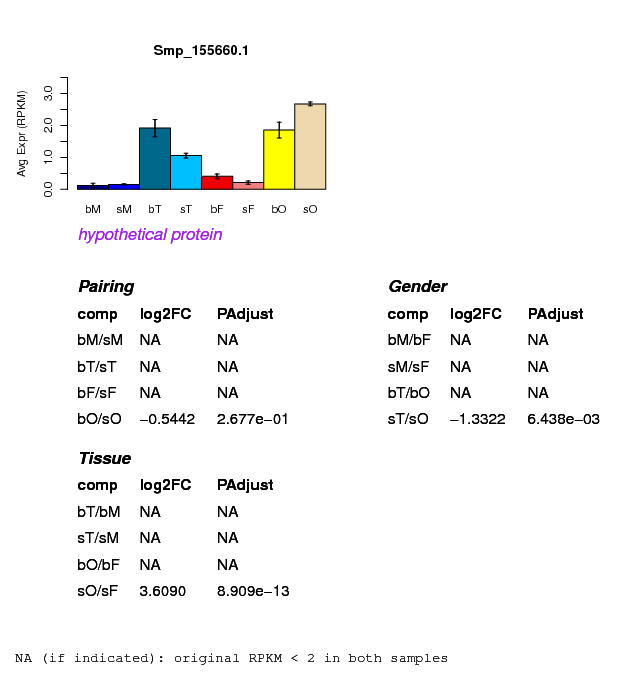 Smp_155660.1
Avg Expr (RPKM)
0.0 1.0 2.0 3.0
bM sM bT sT bF sF bO sO
hypothetical protein
Pairing
comp log2FC PAdjust
bM/sM NA NA
bT/sT NA NA
bF/sF NA NA
bO/sO −0.5442 2.677e−01
Gender
comp log2FC PAdjust
bM/bF NA NA
sM/sF NA NA
bT/bO NA NA
sT/sO −1.3322 6.438e−03
Tissue
comp log2FC PAdjust
bT/bM NA NA
sT/sM NA NA
bO/bF NA NA
sO/sF 3.6090 8.909e−13
NA (if indicated): original RPKM < 2 in both samples